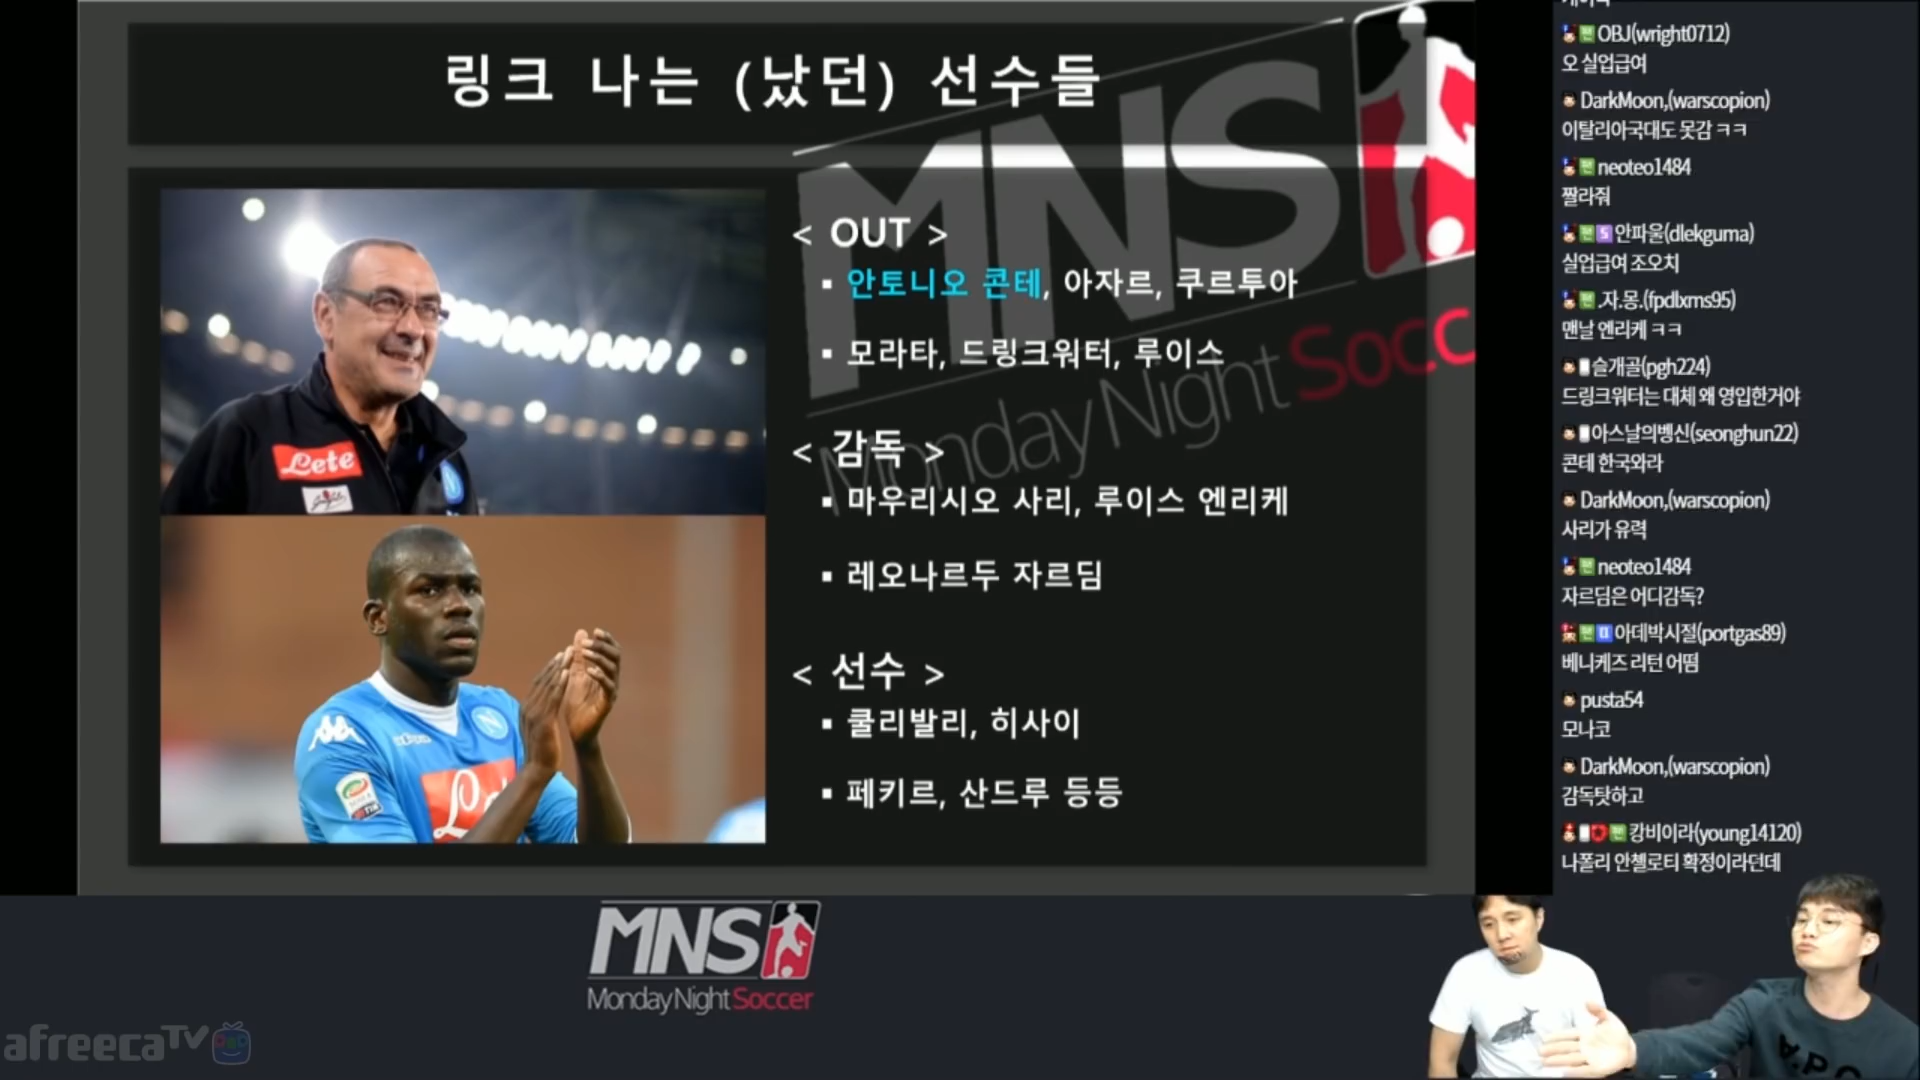 링크 나는 (났던) 선수들
< OUT >
▪ 안토니오 콘테, 아자르, 쿠르투아
▪ 모라타, 드링크워터, 루이스
< 감독 >
▪ 마우리시오 사리, 루이스 엔리케
▪ 레오나르두 자르딤
< 선수 >
▪ 쿨리발리, 히사이
▪ 페키르, 산드루 등등
MNS
Monday Night Socc
Lete
MNS
MondayNightSoccer
afreecaTV
OBJ(wright0712)
오 실업급여
DarkMoon,(warscopion)
이탈리아국대도 못감 ㅋㅋ
neoteo1484
짤라줘
안파울(dlekguma)
실업급여 조오치
.자.몽.(fpdlxms95)
맨날 엔리케 ㅋㅋ
슬개골(pgh224)
드링크워터는 대체 왜 영입한거야
아스날의벵신(seonghun22)
콘테 한국와라
DarkMoon,(warscopion)
사리가 유력
neoteo1484
자르딤은 어디감독?
아데박시절(portgas89)
베니케즈 리턴 어떰
pusta54
모나코
DarkMoon,(warscopion)
감독탓하고
캉비이라(young14120)
나폴리 안첼로티 확정이라던데